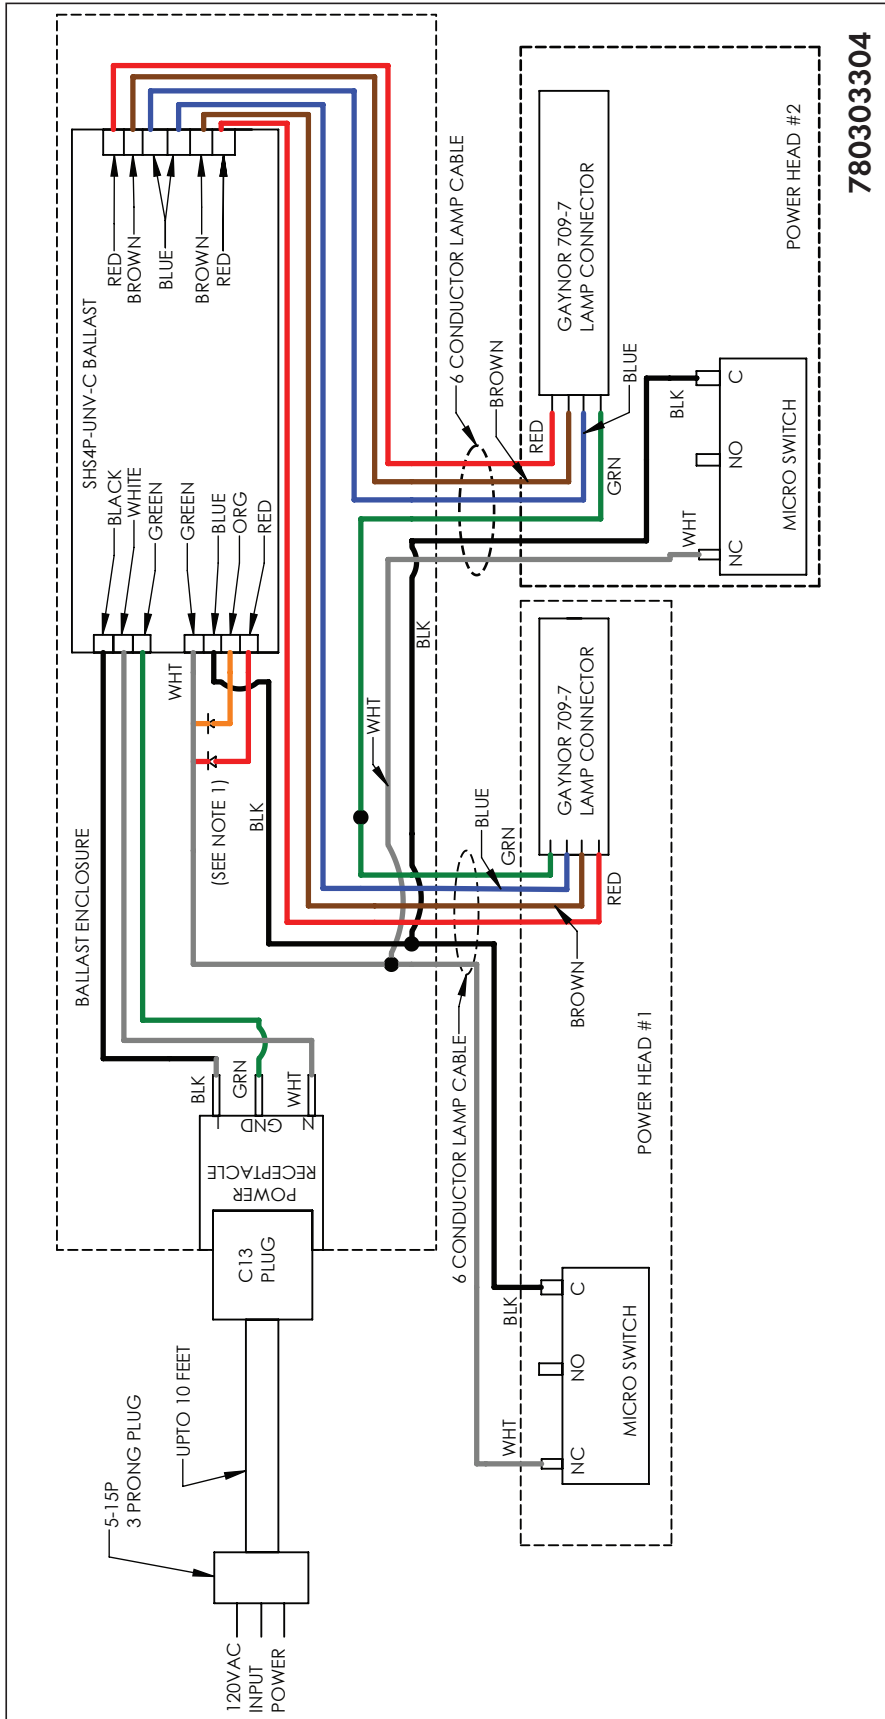 120VAC
INPUT
POWER
5-15P
3 PRONG PLUG
UPTO 10 FEET
C13
PLUG
POWER
RECEPTACLE
L
GND
N
BLK
GRN
WHT
BALLAST ENCLOSURE
SHS4P-UNV-C BALLAST
BLACK
WHITE
GREEN
GREEN
BLUE
ORG
RED
WHT
(SEE NOTE 1)
BLK
RED
BROWN
BLUE
BROWN
RED
WHT
BLK
6 CONDUCTOR LAMP CABLE
BLUE
GRN
BROWN
RED
GAYNOR 709-7
LAMP CONNECTOR
POWER HEAD #1
6 CONDUCTOR LAMP CABLE
WHT
BLK
NC
NO
C
MICRO SWITCH
BROWN
RED
BLUE
GRN
GAYNOR 709-7
LAMP CONNECTOR
POWER HEAD #2
WHT
BLK
NC
NO
C
MICRO SWITCH
780303304